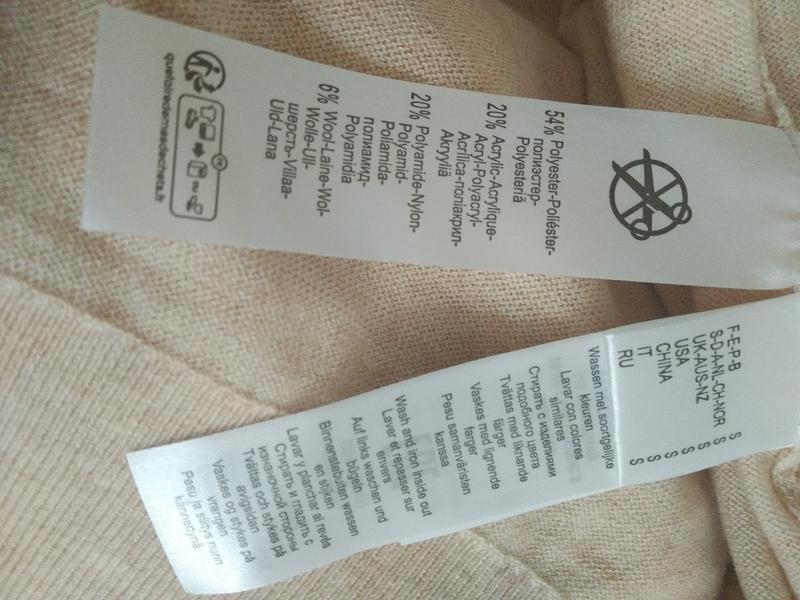 54% Polyester-Poliéster-
полиэстер-
Polyesteriä
20% Acrylic-Acrylique-
Acryl-Polyacryl-
Acrílica-полиакрил-
Akryyliä
20% Polyamide-Nylon-
Polyamid-
Poliamida-
полиамид-
Polyamidia
6% Wool-Laine-Wol-
Wolle-Ull-
шерсть-Villaa-
Uld-Lana
quefairedemesdechets.fr
F-E-P-B S
S-D-A-NL-CH-NOR S
UK-AUS-NZ S
USA S
CHINA S
IT S
RU S
Wassen met soortgelijke
kleuren
Lavar con colores
similares
Стирать с изделиями
подобного цвета
Tvättas med liknande
färger
Vaskes med lignende
farger
Pesu samanväristen
kanssa
Wash and iron inside out
Laver et repasser sur
envers
Auf links waschen und
bügeln
Binnenstebuiten wassen
en strijken
Lavar y planchar al revés
Стирать и гладить с
изнаночной стороны
Tvättas och stykes på
avigsidan
Vaskes og stykes på
vrangen
Pesu ja silitys nurin
kännettynä